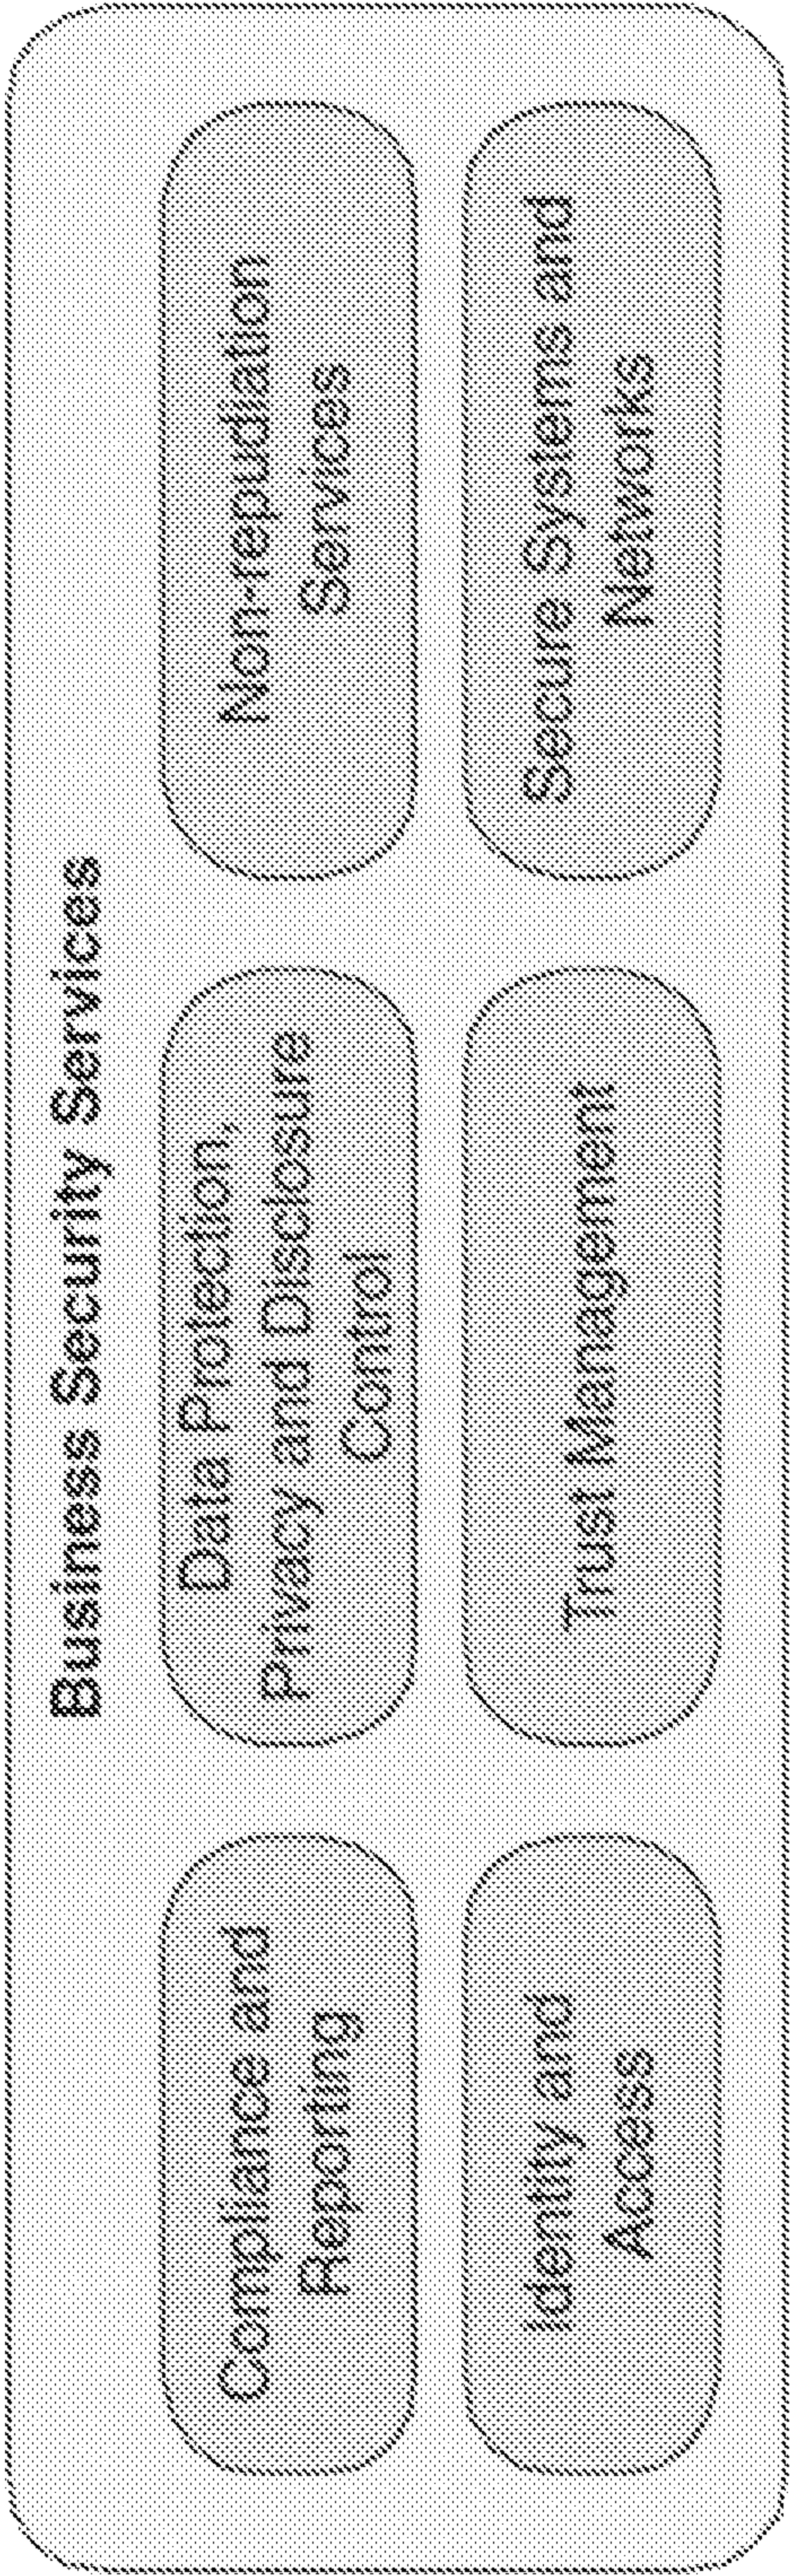 Business Security Services
Compliance and
Reporting
Data Protection,
Privacy and Disclosure
Control
Non-repudiation
Services
Identity and
Access
Trust Management
Secure Systems and
Networks